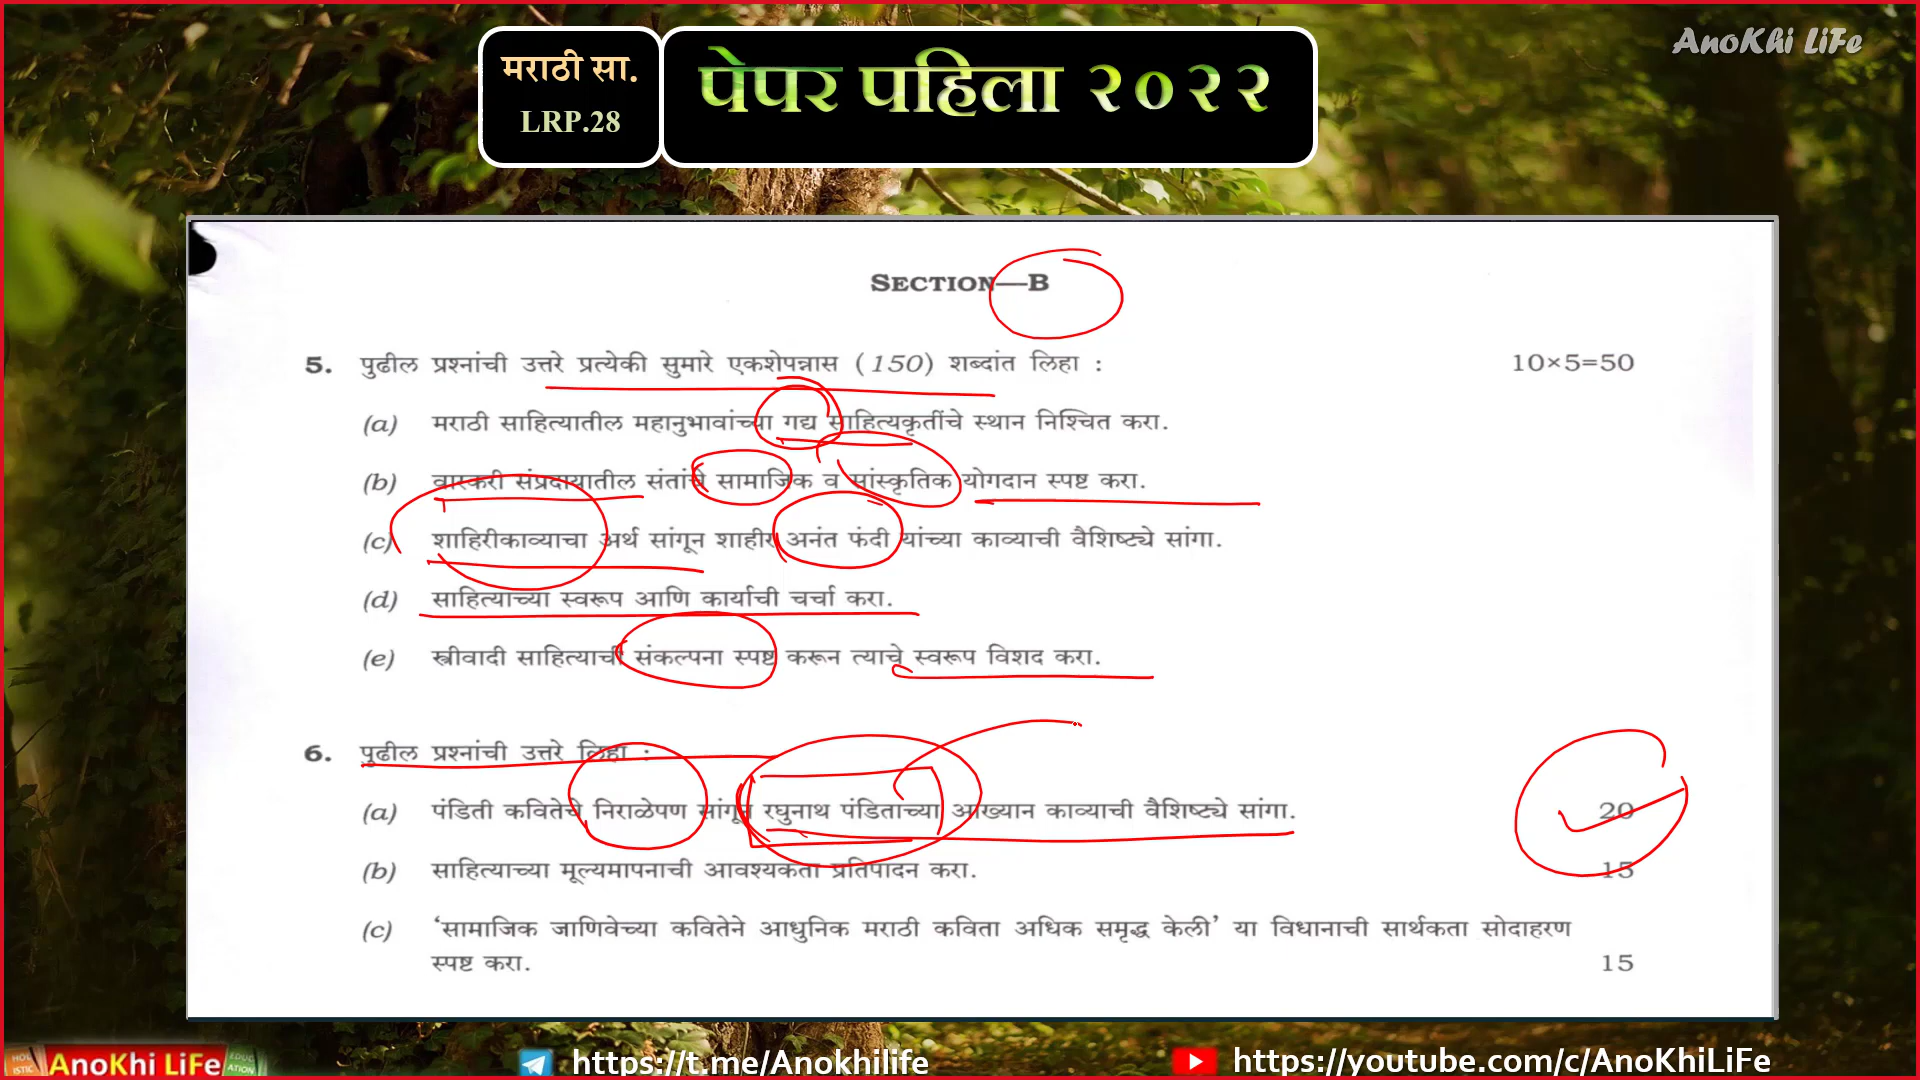 AnoKhi LiFe
मराठी सा.
LRP.28
पेपर पहिला २०२२
SECTION—B
5. पुढील प्रश्नांची उत्तरे प्रत्येकी सुमारे एकशेपन्नास (150) शब्दांत लिहा : 10×5=50
(a) मराठी साहित्यातील महानुभावांच्या गद्य साहित्यकृतींचे स्थान निश्चित करा.
(b) वारकरी संप्रदायातील संतांचे सामाजिक व सांस्कृतिक योगदान स्पष्ट करा.
(c) शाहिरीकाव्याचा अर्थ सांगून शाहीर अनंत फंदी यांच्या काव्याची वैशिष्ट्ये सांगा.
(d) साहित्याच्या स्वरूप आणि कार्याची चर्चा करा.
(e) स्त्रीवादी साहित्याची संकल्पना स्पष्ट करून त्याचे स्वरूप विशद करा.
6. पुढील प्रश्नांची उत्तरे लिहा :
(a) पंडिती कवितेचे निराळेपण सांगून रघुनाथ पंडिताच्या आख्यान काव्याची वैशिष्ट्ये सांगा. 20
(b) साहित्याच्या मूल्यमापनाची आवश्यकता प्रतिपादन करा. 15
(c) ‘सामाजिक जाणिवेच्या कवितेने आधुनिक मराठी कविता अधिक समृद्ध केली’ या विधानाची सार्थकता सोदाहरण
स्पष्ट करा. 15
HOLISTIC AnoKhi LiFe EDUCATION
https://t.me/Anokhilife
https://youtube.com/c/AnoKhiLiFe